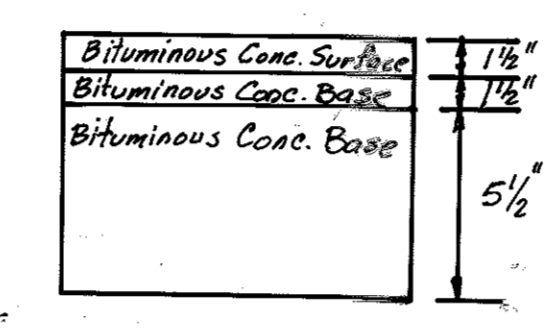 Bituminous Conc. Surface
1½"
Bituminous Conc. Base
1½"
Bituminous Conc. Base
5½"